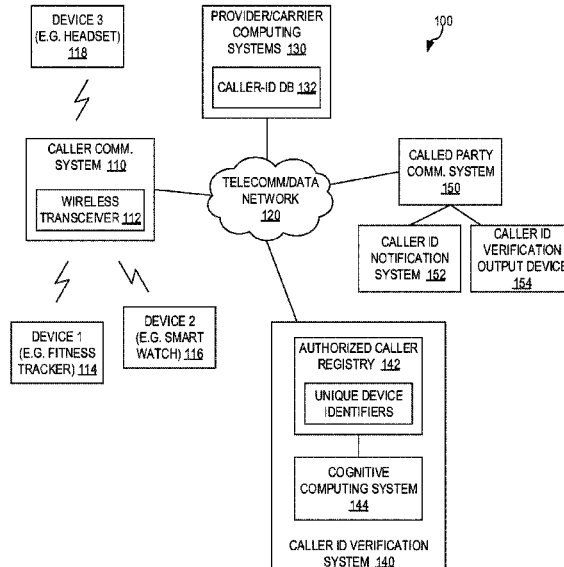 DEVICE 3
(E.G. HEADSET)
118
PROVIDER/CARRIER
COMPUTING
SYSTEMS 130
CALLER-ID DB 132
100
CALLER COMM.
SYSTEM 110
WIRELESS
TRANSCEIVER 112
TELECOMM/DATA
NETWORK
120
CALLED PARTY
COMM. SYSTEM
150
CALLER ID
NOTIFICATION
SYSTEM 152
CALLER ID
VERIFICATION
OUTPUT DEVICE
154
DEVICE 1
(E.G. FITNESS
TRACKER) 114
DEVICE 2
(E.G. SMART
WATCH) 116
AUTHORIZED CALLER
REGISTRY 142
UNIQUE DEVICE
IDENTIFIERS
COGNITIVE
COMPUTING SYSTEM
144
CALLER ID VERIFICATION
SYSTEM 140